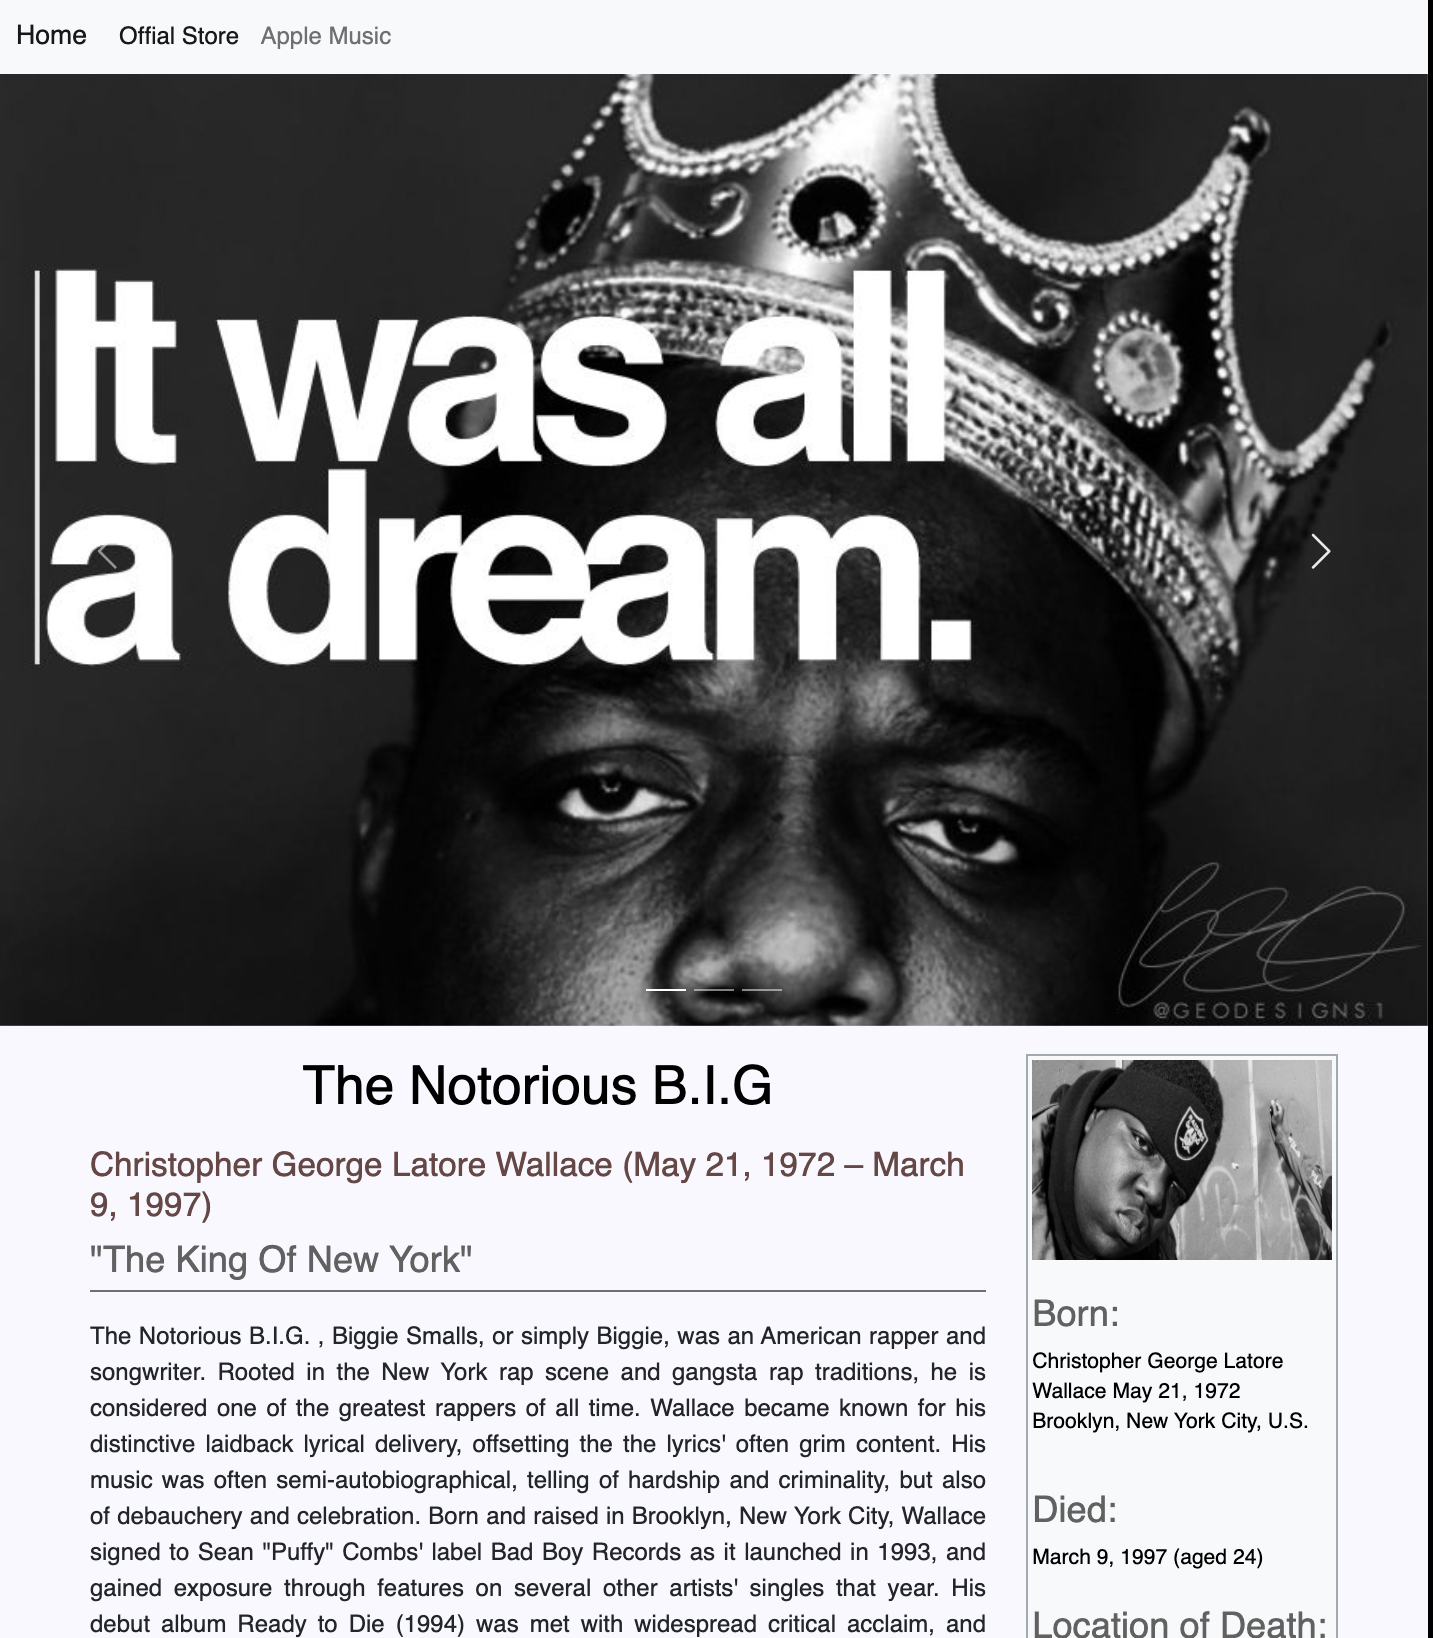 Home Offial Store Apple Music
It was all
a dream.
@GEODESIGNS1
The Notorious B.I.G
Christopher George Latore Wallace (May 21, 1972 – March
9, 1997)
"The King Of New York"
The Notorious B.I.G. , Biggie Smalls, or simply Biggie, was an American rapper and
songwriter. Rooted in the New York rap scene and gangsta rap traditions, he is
considered one of the greatest rappers of all time. Wallace became known for his
distinctive laidback lyrical delivery, offsetting the the lyrics' often grim content. His
music was often semi-autobiographical, telling of hardship and criminality, but also
of debauchery and celebration. Born and raised in Brooklyn, New York City, Wallace
signed to Sean "Puffy" Combs' label Bad Boy Records as it launched in 1993, and
gained exposure through features on several other artists' singles that year. His
debut album Ready to Die (1994) was met with widespread critical acclaim, and
Born:
Christopher George Latore
Wallace May 21, 1972
Brooklyn, New York City, U.S.
Died:
March 9, 1997 (aged 24)
Location of Death: